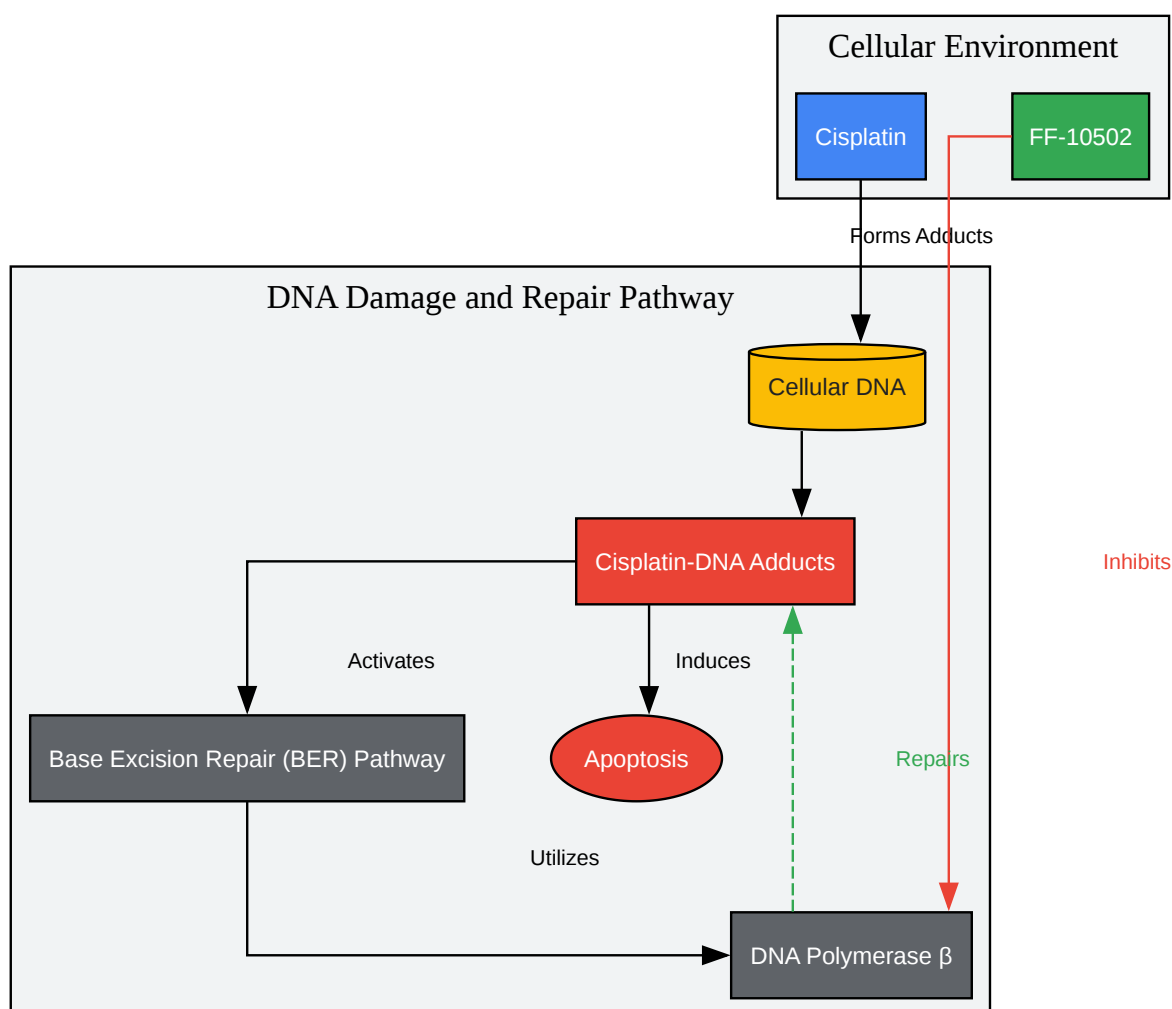 Cellular Environment
Cisplatin
FF-10502
Forms Adducts
DNA Damage and Repair Pathway
Cellular DNA
Cisplatin-DNA Adducts
Inhibits
Activates
Induces
Base Excision Repair (BER) Pathway
Apoptosis
Repairs
Utilizes
DNA Polymerase β